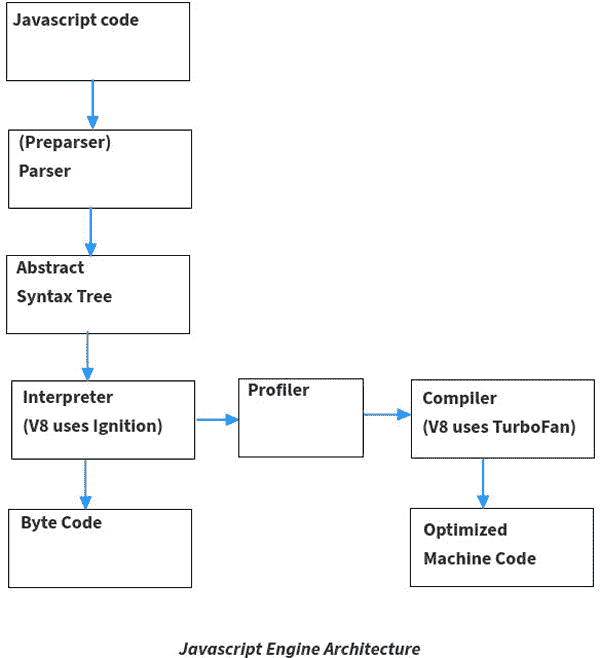 Javascript code
(Preparser)
Parser
Abstract
Syntax Tree
Interpreter
(V8 uses Ignition)
Profiler
Compiler
(V8 uses TurboFan)
Byte Code
Optimized
Machine Code
Javascript Engine Architecture